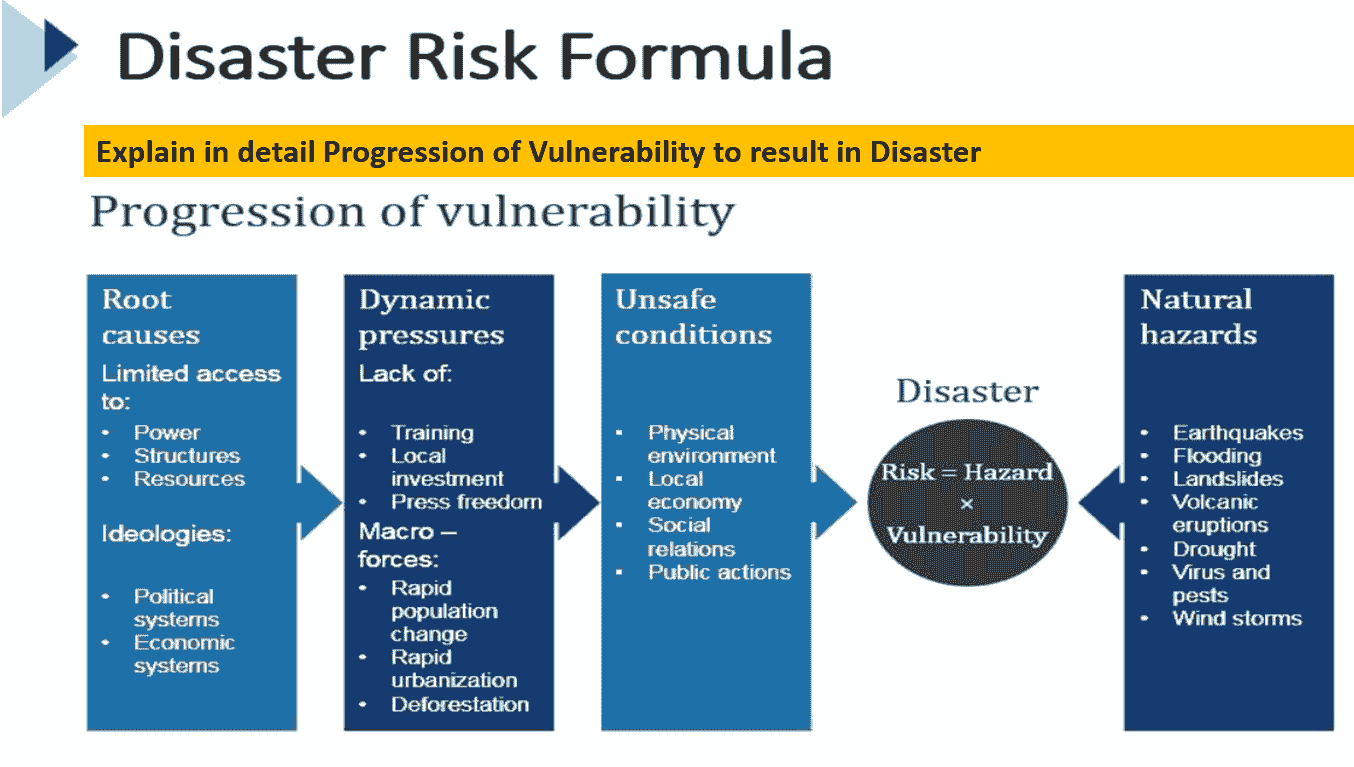 Disaster Risk Formula
Explain in detail Progression of Vulnerability to result in Disaster
Progression of vulnerability
Root
causes
Limited access
to:
• Power
• Structures
• Resources
Ideologies:
• Political
systems
• Economic
systems
Dynamic
pressures
Lack of:
• Training
• Local
investment
• Press freedom
Macro –
forces:
• Rapid
population
change
• Rapid
urbanization
• Deforestation
Unsafe
conditions
• Physical
environment
• Local
economy
• Social
relations
• Public actions
Disaster
Risk = Hazard
×
Vulnerability
Natural
hazards
• Earthquakes
• Flooding
• Landslides
• Volcanic
eruptions
• Drought
• Virus and
pests
• Wind storms